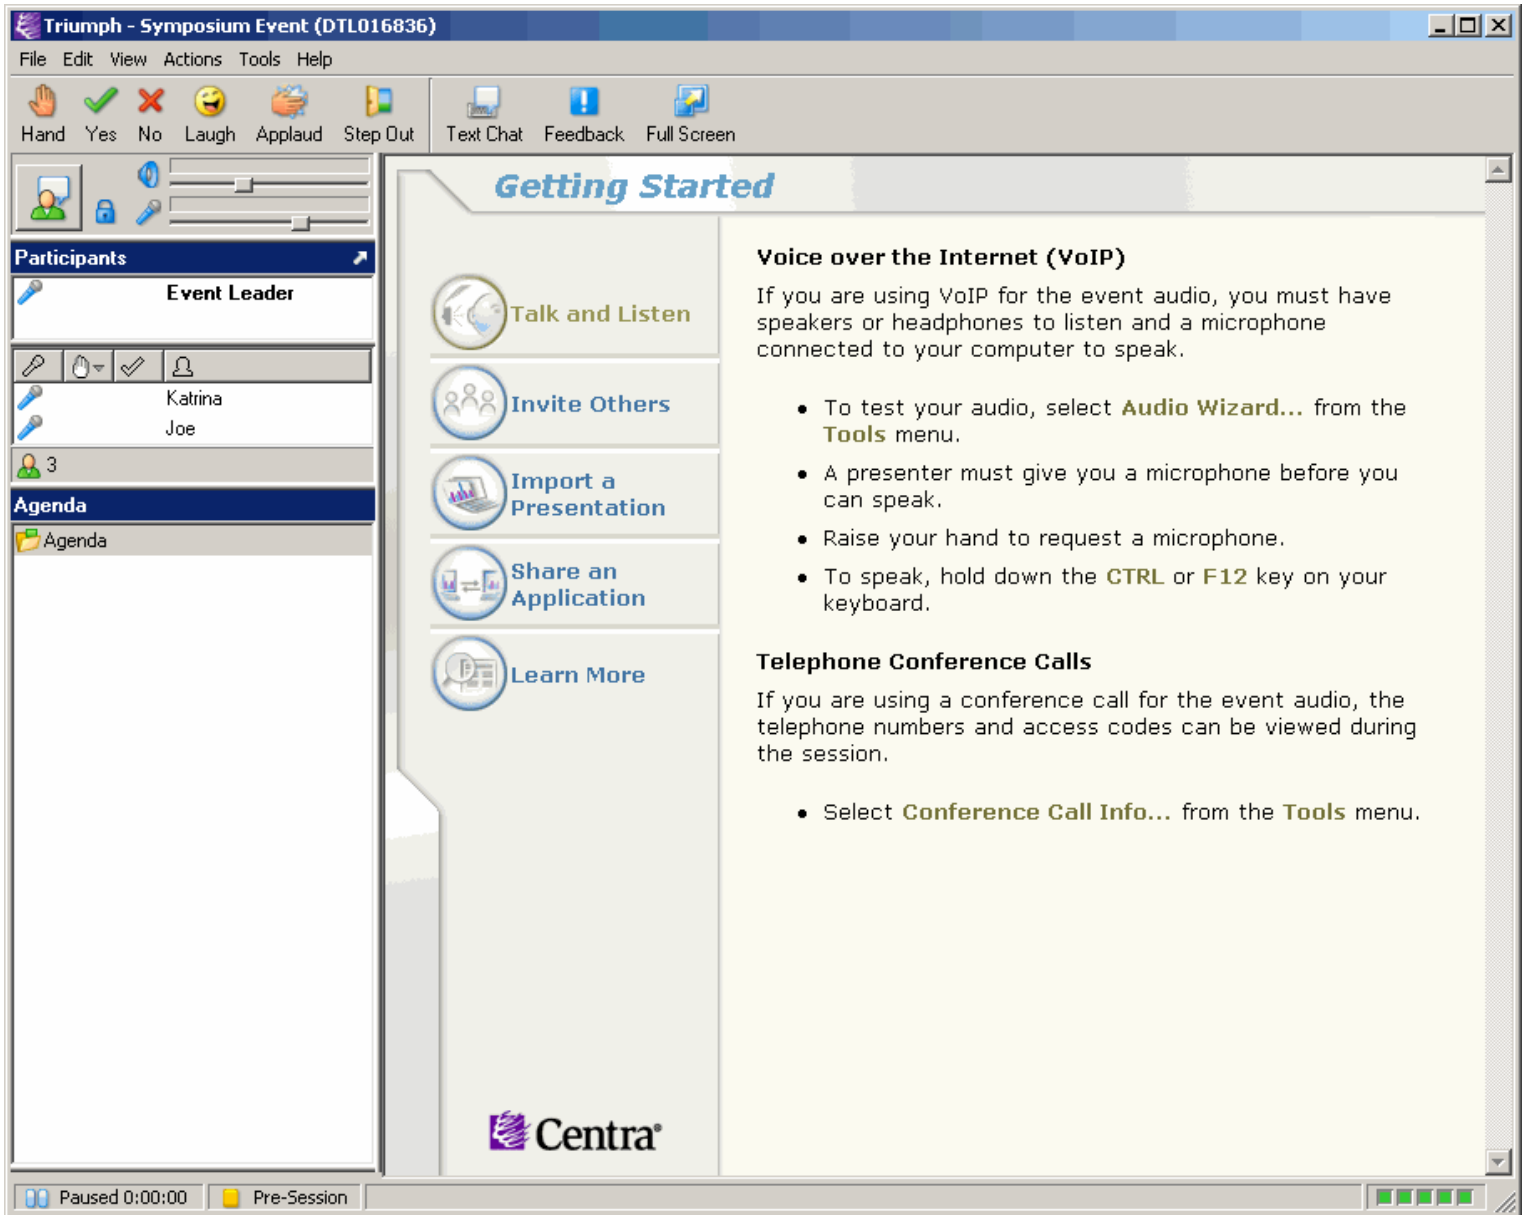 Triumph - Symposium Event (DTL016836)
File Edit View Actions Tools Help
Hand Yes No Laugh Applaud Step Out Text Chat Feedback Full Screen
Participants
Event Leader
Katrina
Joe
3
Agenda
Agenda
Getting Started
Talk and Listen
Invite Others
Import a
Presentation
Share an
Application
Learn More
Centra®
Voice over the Internet (VoIP)
If you are using VoIP for the event audio, you must have
speakers or headphones to listen and a microphone
connected to your computer to speak.
• To test your audio, select Audio Wizard... from the
Tools menu.
• A presenter must give you a microphone before you
can speak.
• Raise your hand to request a microphone.
• To speak, hold down the CTRL or F12 key on your
keyboard.
Telephone Conference Calls
If you are using a conference call for the event audio, the
telephone numbers and access codes can be viewed during
the session.
• Select Conference Call Info... from the Tools menu.
Paused 0:00:00 Pre-Session